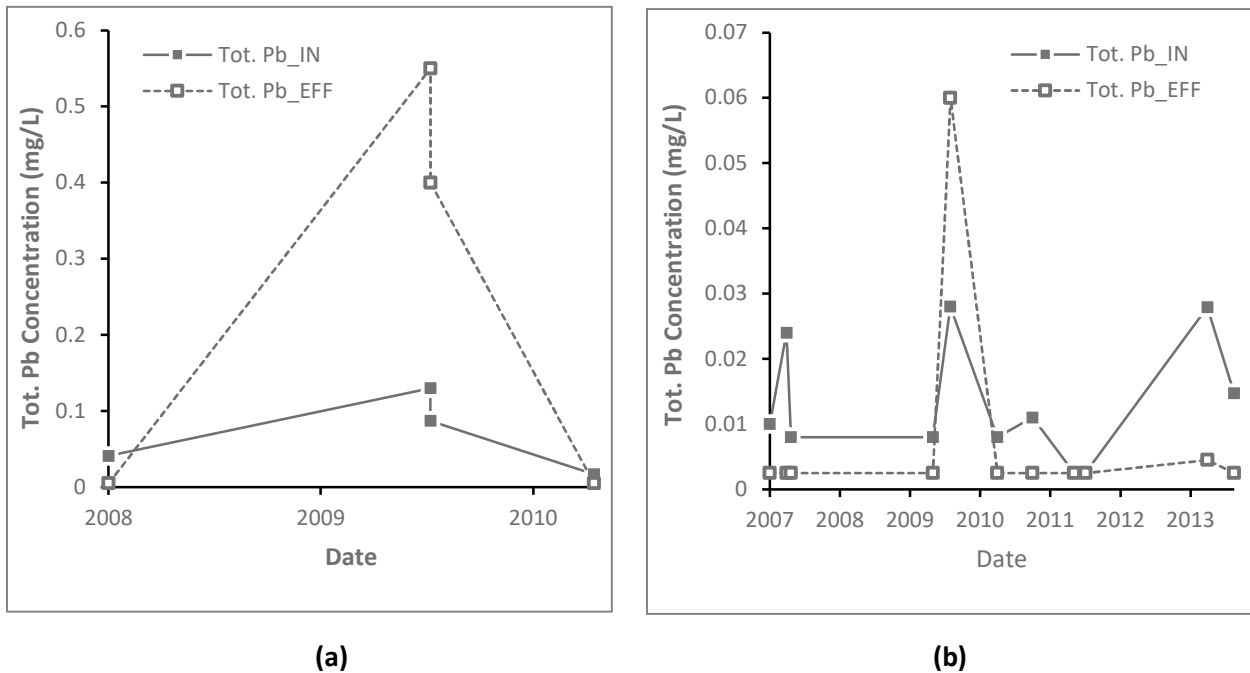 Tot. Pb Concentration (mg/L)
0.6
0.5
0.4
0.3
0.2
0.1
0
Tot. Pb_IN
Tot. Pb_EFF
2008 2009 2010
Date
(a)
Tot. Pb Concentration (mg/L)
0.07
0.06
0.05
0.04
0.03
0.02
0.01
0
Tot. Pb_IN
Tot. Pb_EFF
2007 2008 2009 2010 2011 2012 2013
Date
(b)